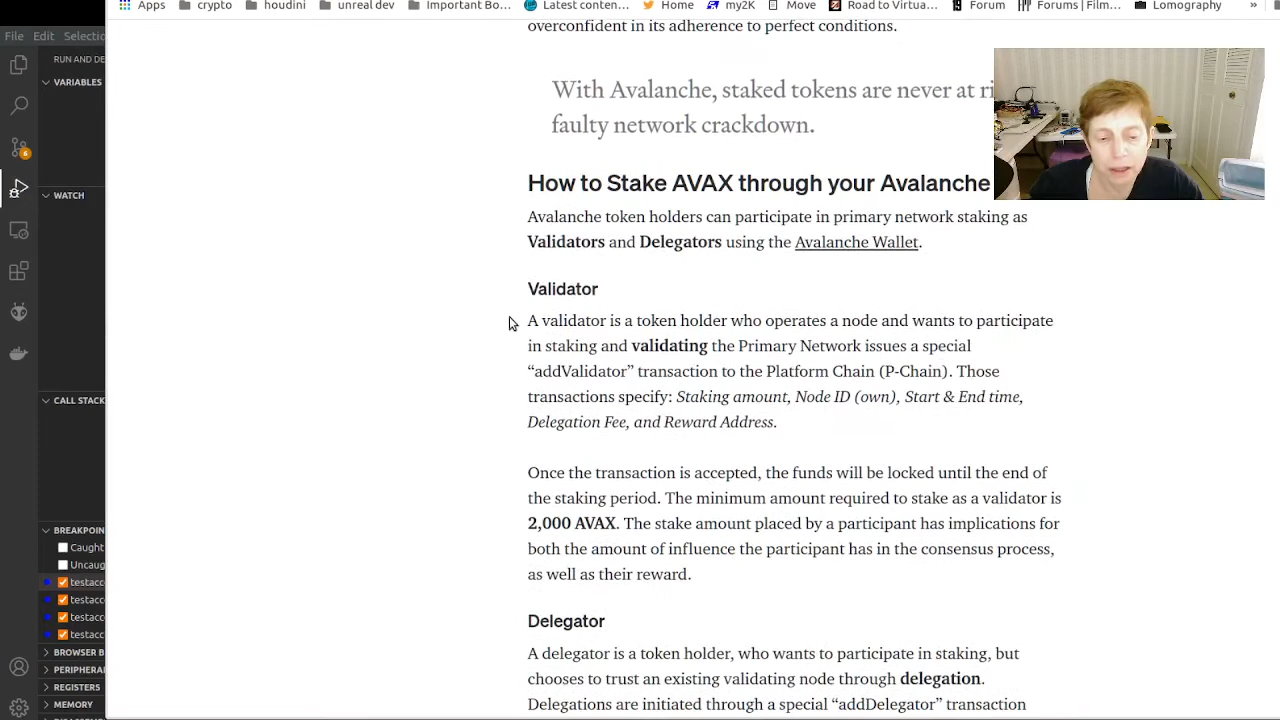 Apps
crypto
houdini
unreal dev
Important Bo...
Latest conten...
Home
my2K
Move
Road to Virtua...
Forum
Forums | Film...
Lomography
»
File Edit Selectio
RUN AND DE
VARIABLES
WATCH
CALL STACK
BREAKPOIN
Caught
Uncaug
testacc
testacc
testacc
testacc
BROWSER B
PERIPHERA
REGISTERS
MEMORY
DISASSEM
6
overconfident in its adherence to perfect conditions.
With Avalanche, staked tokens are never at ri
faulty network crackdown.
How to Stake AVAX through your Avalanche
Avalanche token holders can participate in primary network staking as
Validators and Delegators using the Avalanche Wallet.
Validator
A validator is a token holder who operates a node and wants to participate
in staking and validating the Primary Network issues a special
“addValidator” transaction to the Platform Chain (P-Chain). Those
transactions specify: Staking amount, Node ID (own), Start & End time,
Delegation Fee, and Reward Address.
Once the transaction is accepted, the funds will be locked until the end of
the staking period. The minimum amount required to stake as a validator is
2,000 AVAX. The stake amount placed by a participant has implications for
both the amount of influence the participant has in the consensus process,
as well as their reward.
Delegator
A delegator is a token holder, who wants to participate in staking, but
chooses to trust an existing validating node through delegation.
Delegations are initiated through a special “addDelegator” transaction